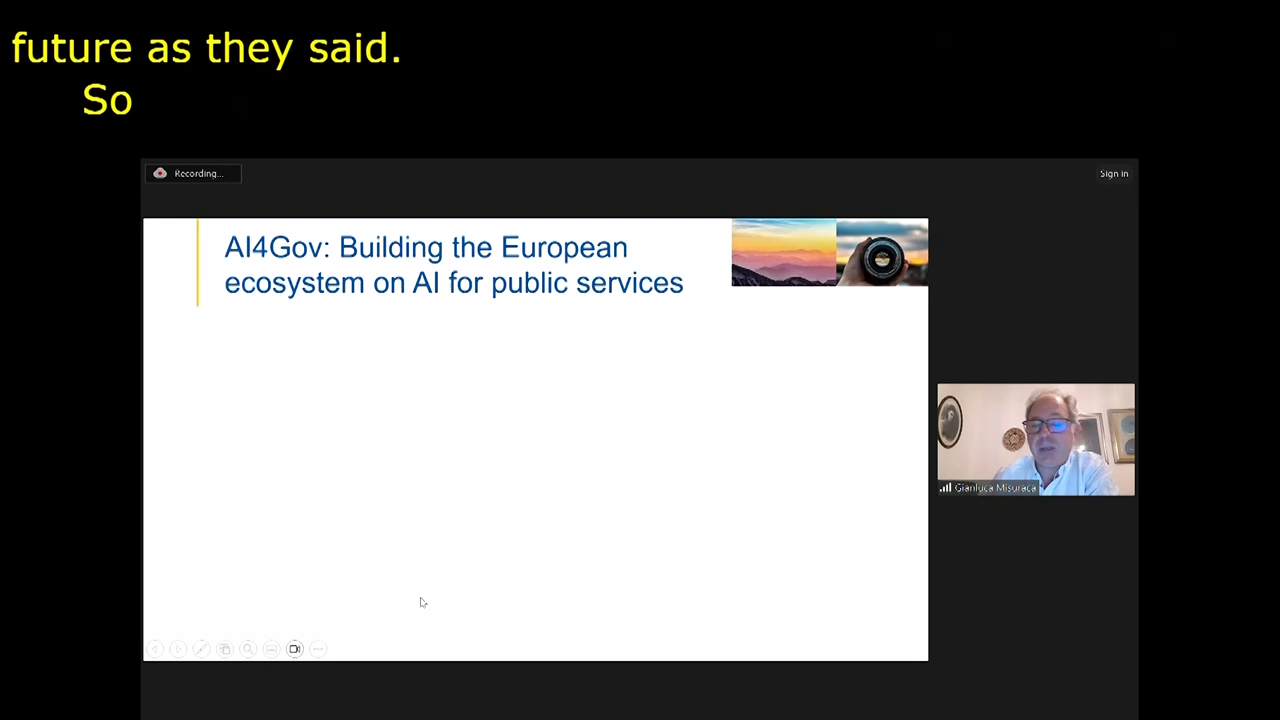 future as they said.
So
Recording...
Sign in
AI4Gov: Building the European
ecosystem on AI for public services
Gianluca Misuraca